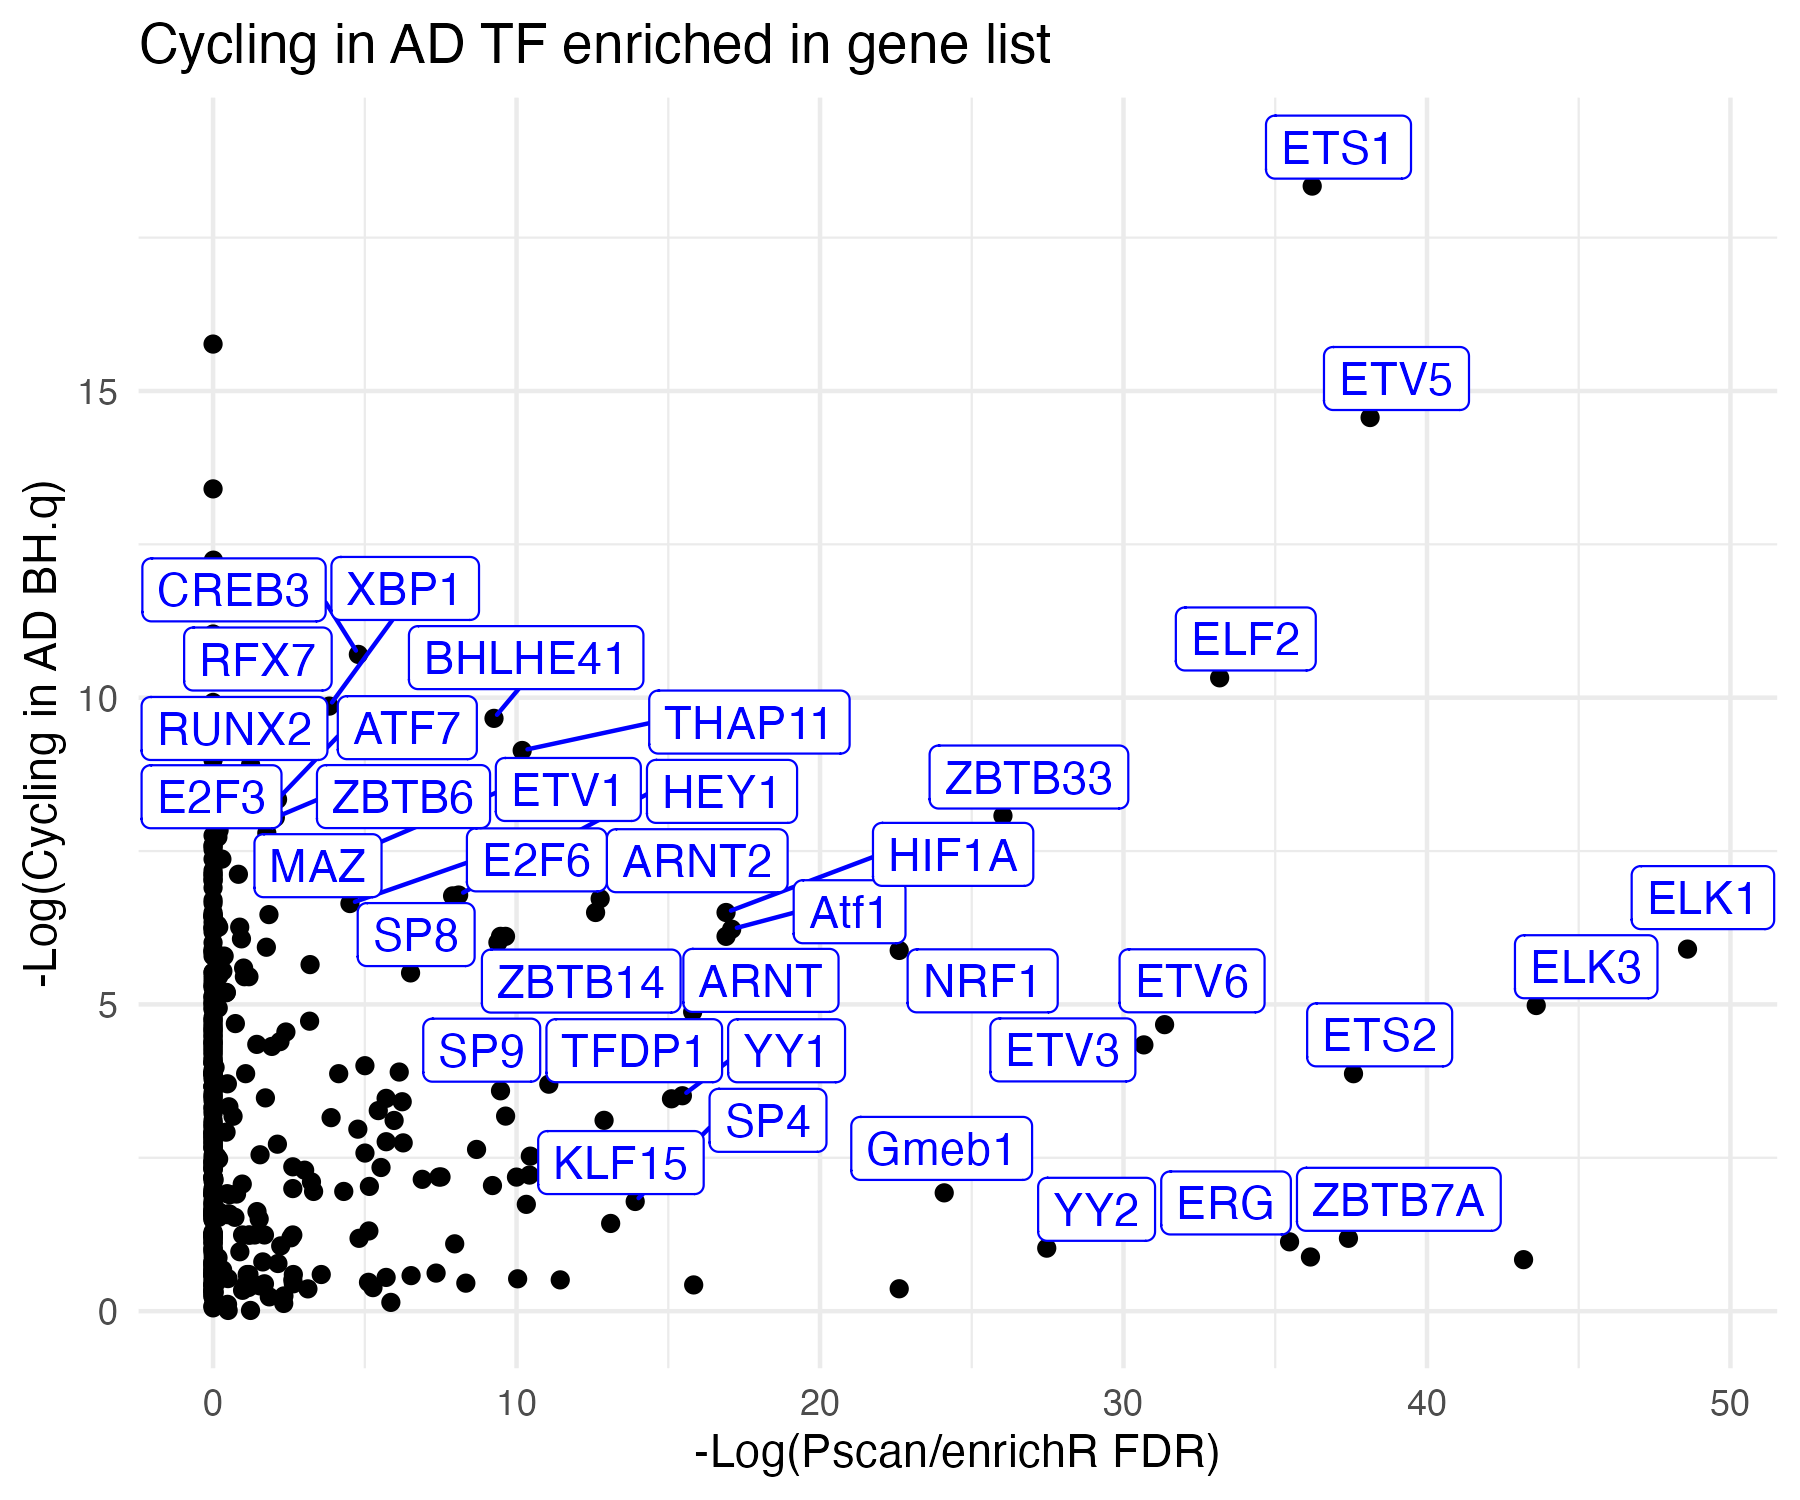 Cycling in AD TF enriched in gene list
-Log(Cycling in AD BH.q)
15
10
5
0
ETS1
ETV5
CREB3
XBP1
RFX7
BHLHE41
ELF2
RUNX2
ATF7
THAP11
E2F3
ZBTB6
ETV1
HEY1
ZBTB33
MAZ
E2F6
ARNT2
HIF1A
ELK1
SP8
Atf1
ZBTB14
ARNT
NRF1
ETV6
ELK3
SP9
TFDP1
YY1
ETV3
ETS2
SP4
KLF15
Gmeb1
YY2
ERG
ZBTB7A
0
10
20
30
40
50
-Log(Pscan/enrichR FDR)